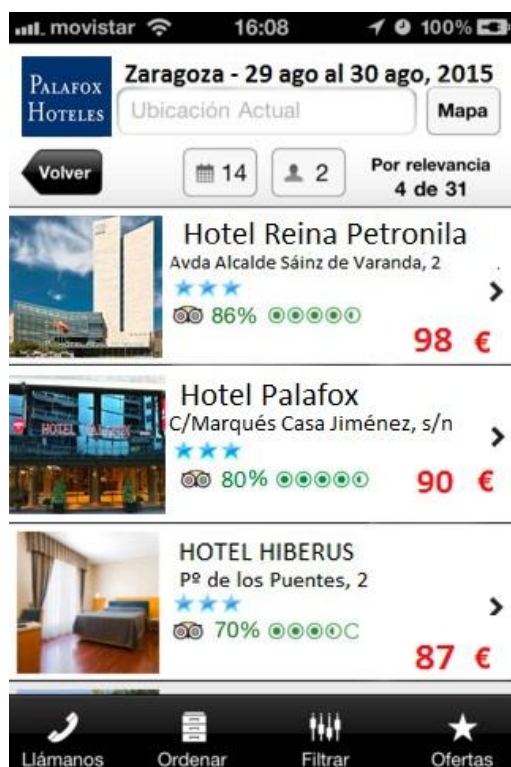 movistar 16:08 100%
PALAFOX
HOTELES
Zaragoza - 29 ago al 30 ago, 2015
Ubicación Actual
Mapa
Volver
14
2
Por relevancia
4 de 31
Hotel Reina Petronila
Avda Alcalde Sáinz de Varanda, 2
86%
98 €
HOTEL PALAFOX
Hotel Palafox
C/Marqués Casa Jiménez, s/n
80%
90 €
HOTEL HIBERUS
Pº de los Puentes, 2
70%
87 €
Llámanos
Ordenar
Filtrar
Ofertas